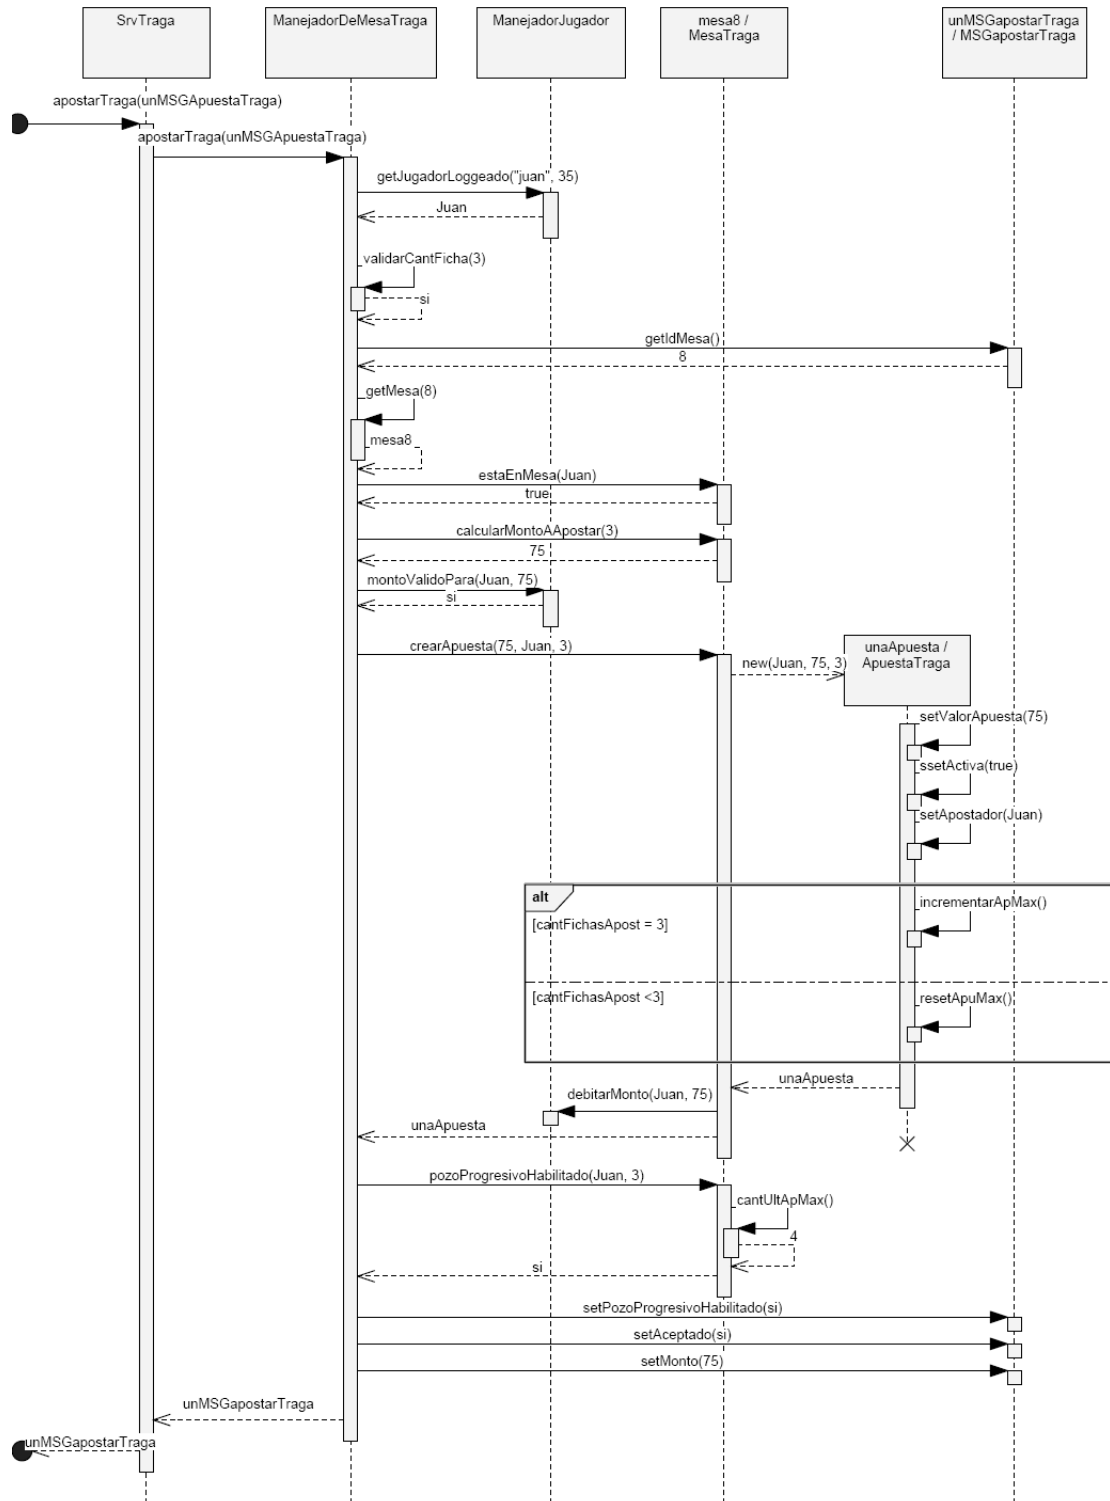 SrvTraga
ManejadorDeMesaTraga
ManejadorJugador
mesa8 /
MesaTraga
unMSGapostarTraga
/ MSGapostarTraga
apostarTraga(unMSGApuestaTraga)
apostarTraga(unMSGApuestaTraga)
getJugadorLoggeado("juan", 35)
Juan
validarCantFicha(3)
si
getIdMesa()
8
getMesa(8)
mesa8
estaEnMesa(Juan)
true
calcularMontoAApostar(3)
75
montoValidoPara(Juan, 75)
si
crearApuesta(75, Juan, 3)
unaApuesta /
ApuestaTraga
new(Juan, 75, 3)
setValorApuesta(75)
ssetActiva(true)
setApostador(Juan)
alt
incrementarApMax()
[cantFichasApost = 3]
[cantFichasApost <3]
resetApuMax()
unaApuesta
debitarMonto(Juan, 75)
unaApuesta
pozoProgresivoHabilitado(Juan, 3)
cantUltApMax()
4
si
setPozoProgresivoHabilitado(si)
setAceptado(si)
setMonto(75)
unMSGapostarTraga
unMSGapostarTraga